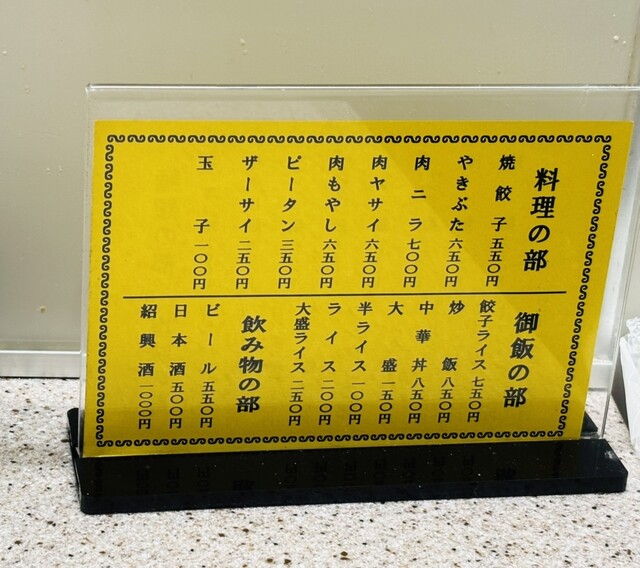 料理の部
焼餃子 五五〇円
やきぶた 六五〇円
肉ニラ 七〇〇円
肉ヤサイ 六五〇円
肉もやし 六五〇円
ピータン 三五〇円
ザーサイ 二五〇円
玉子 一〇〇円
御飯の部
餃子ライス 七五〇円
炒飯 八五〇円
中華丼 八五〇円
大盛 一五〇円
半ライス 一〇〇円
ライス 二〇〇円
大盛ライス 二五〇円
飲み物の部
ビール 五五〇円
日本酒 五〇〇円
紹興酒 一〇〇〇円